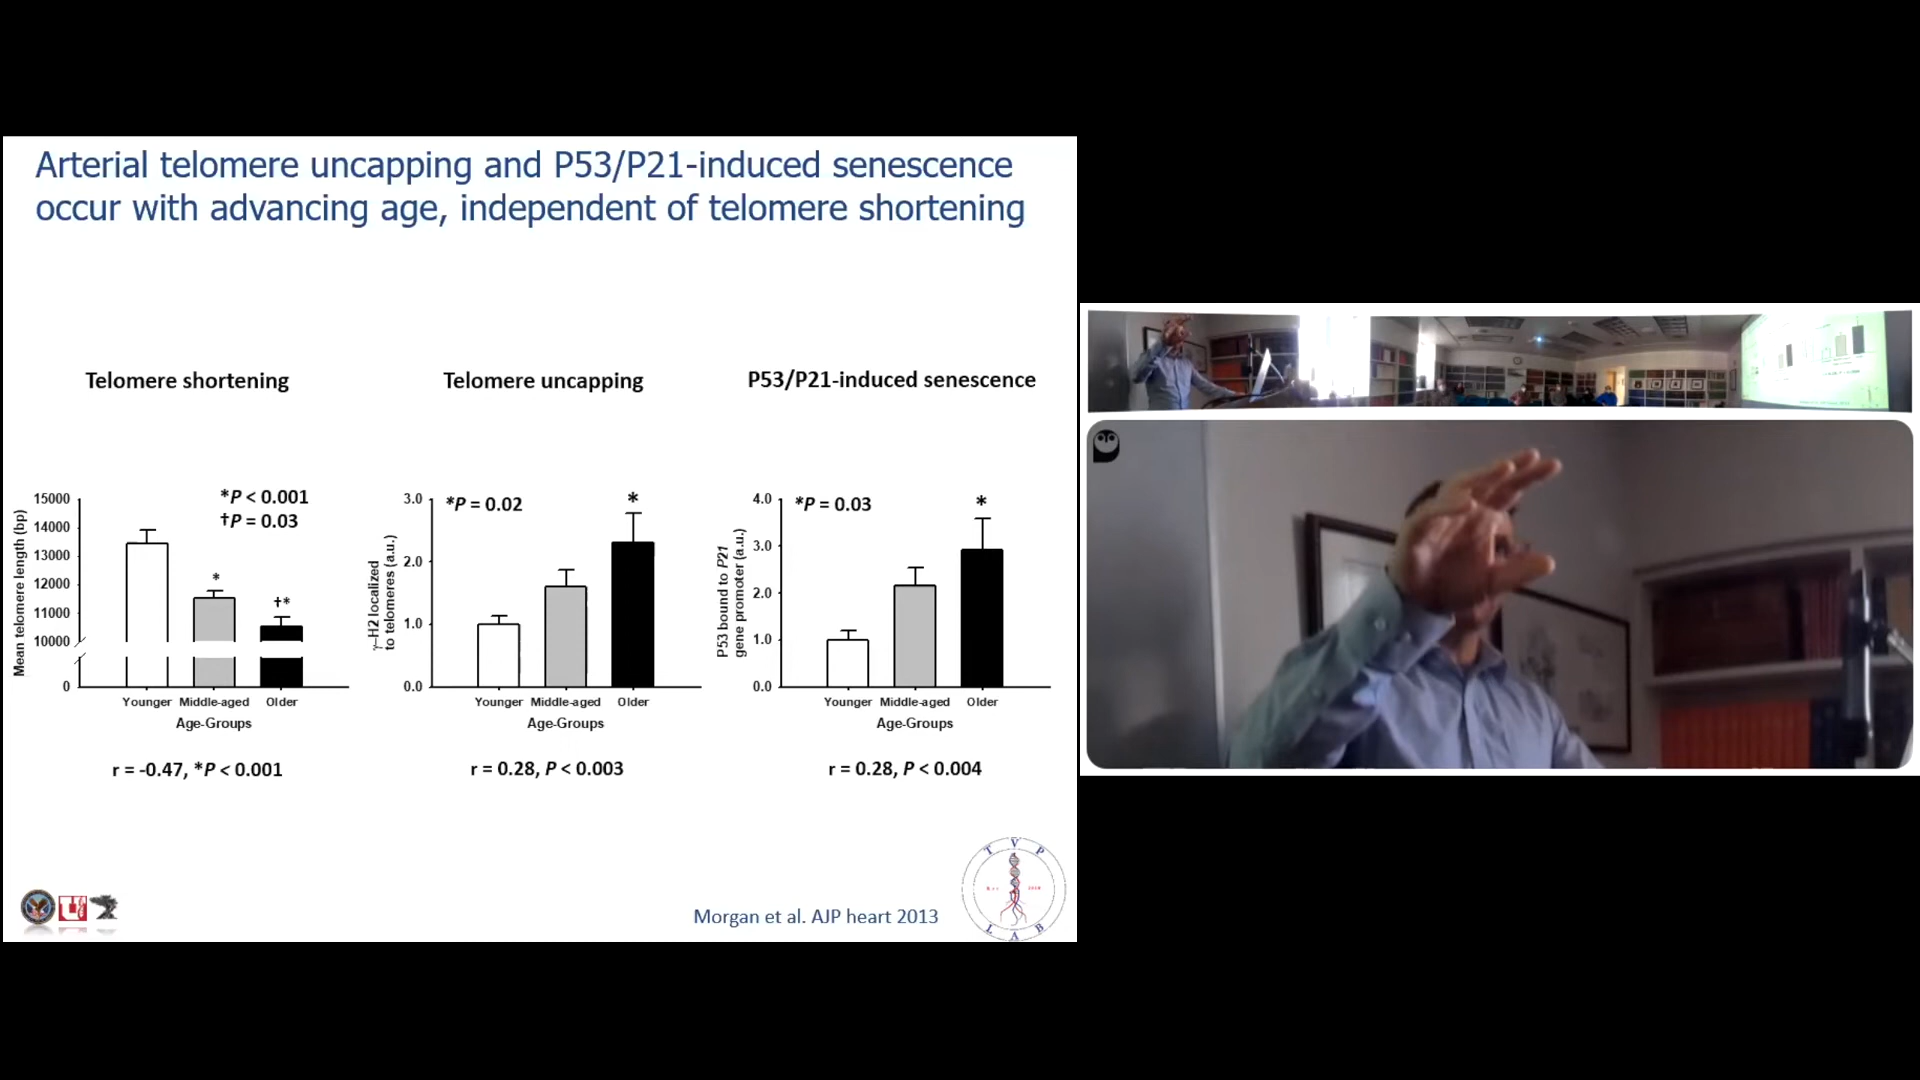 Arterial telomere uncapping and P53/P21-induced senescence
occur with advancing age, independent of telomere shortening
Telomere shortening
Telomere uncapping
P53/P21-induced senescence
Mean telomere length (bp)
15000
14000
13000
12000
11000
10000
0
*P < 0.001
†P = 0.03
*
†*
Younger Middle-aged Older
Age-Groups
r = -0.47, *P < 0.001
γ–H2 localized
to telomeres (a.u.)
3.0
2.0
1.0
0.0
*P = 0.02
*
Younger Middle-aged Older
Age-Groups
r = 0.28, P < 0.003
P53 bound to P21
gene promoter (a.u.)
4.0
3.0
2.0
1.0
0.0
*P = 0.03
*
Younger Middle-aged Older
Age-Groups
r = 0.28, P < 0.004
Morgan et al. AJP heart 2013
TVP
LAB
U